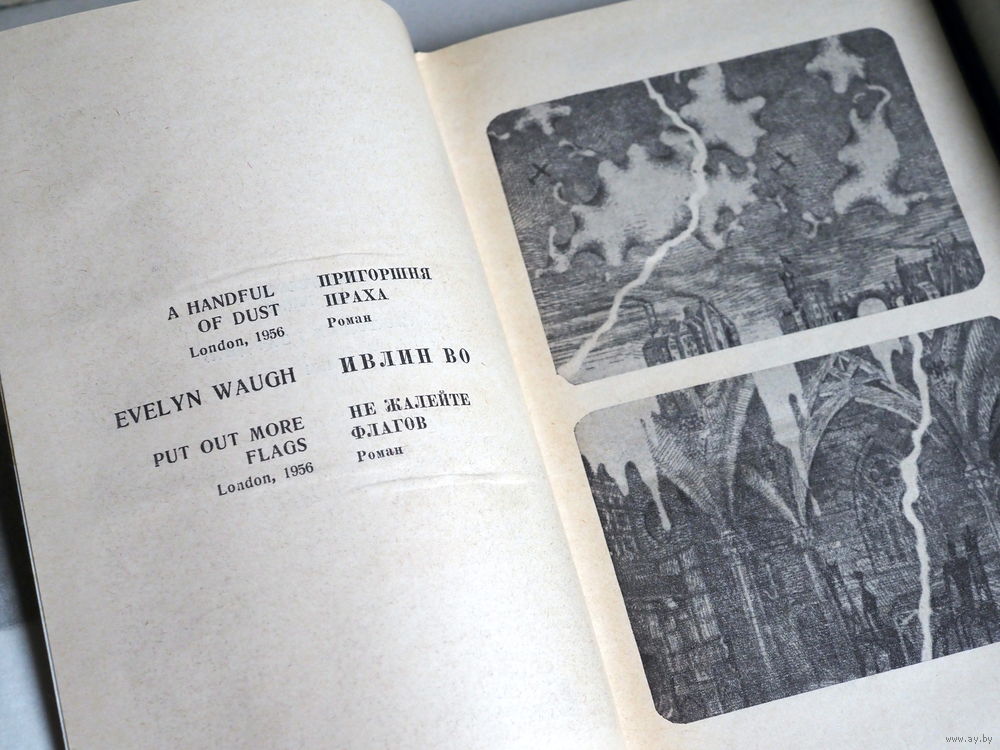 A HANDFUL
OF DUST
London, 1956
EVELYN WAUGH
PUT OUT MORE
FLAGS
London, 1956
ПРИГОРШНЯ
ПРАХА
Роман
ИВЛИН ВО
НЕ ЖАЛЕЙТЕ
ФЛАГОВ
Роман
www.ay.by